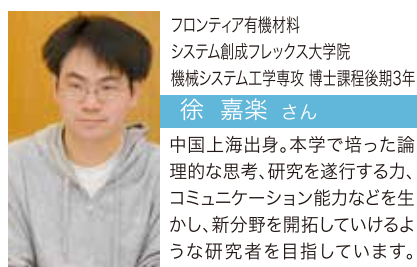 フロンティア有機材料
システム創成フレックス大学院
機械システム工学専攻 博士課程後期3年
徐 嘉楽 さん
中国上海出身。本学で培った論
理的な思考、研究を遂行する力、
コミュニケーション能力などを生
かし、新分野を開拓していけるよ
うな研究者を目指しています。